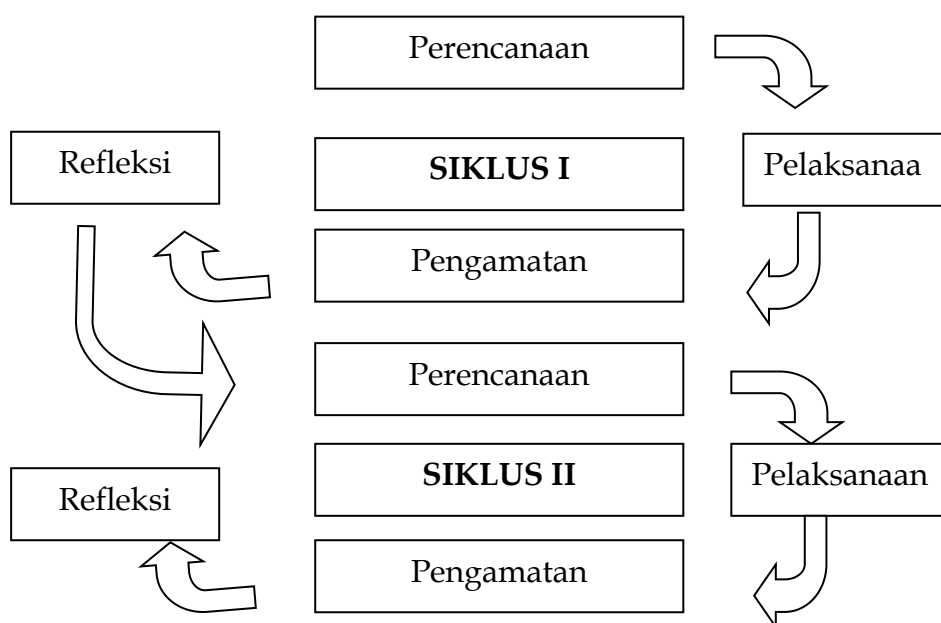 Perencanaan
Refleksi
SIKLUS I
Pelaksanaa
Pengamatan
Perencanaan
Refleksi
SIKLUS II
Pelaksanaan
Pengamatan